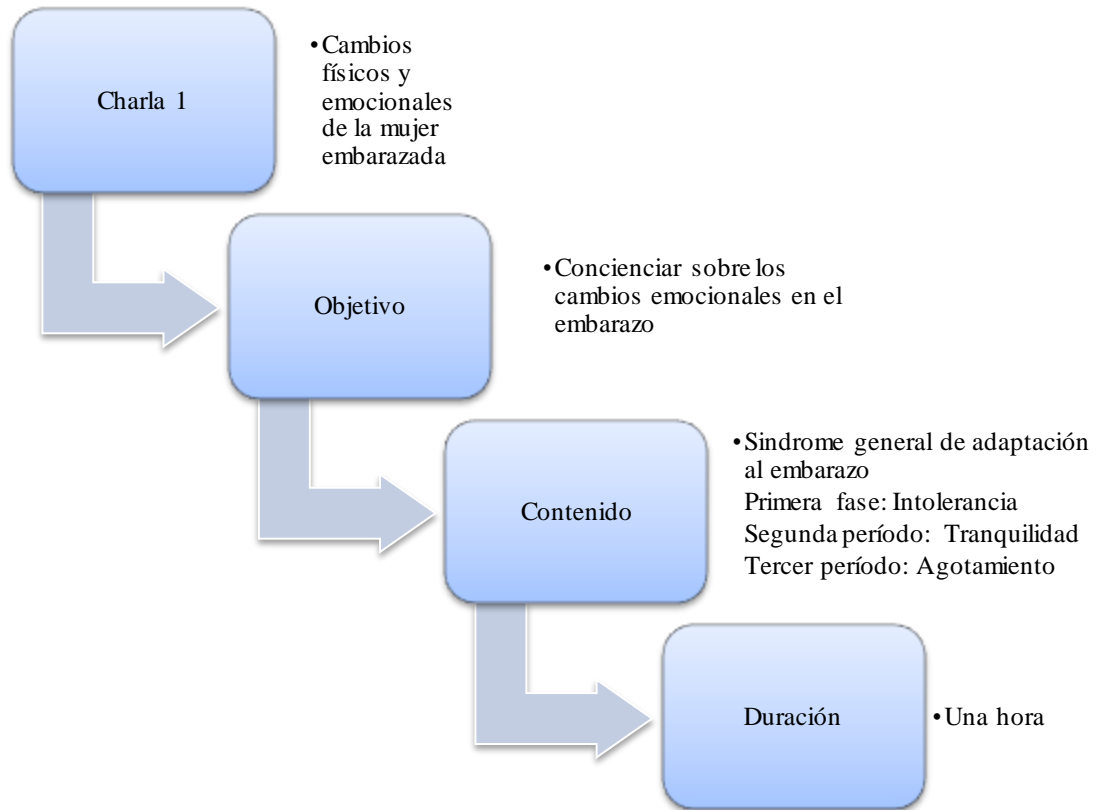 Charla 1
•Cambios
físicos y
emocionales
de la mujer
embarazada
Objetivo
•Concienciar sobre los
cambios emocionales en el
embarazo
Contenido
•Sindrome general de adaptación
al embarazo
Primera fase: Intolerancia
Segunda período: Tranquilidad
Tercer período: Agotamiento
Duración
•Una hora